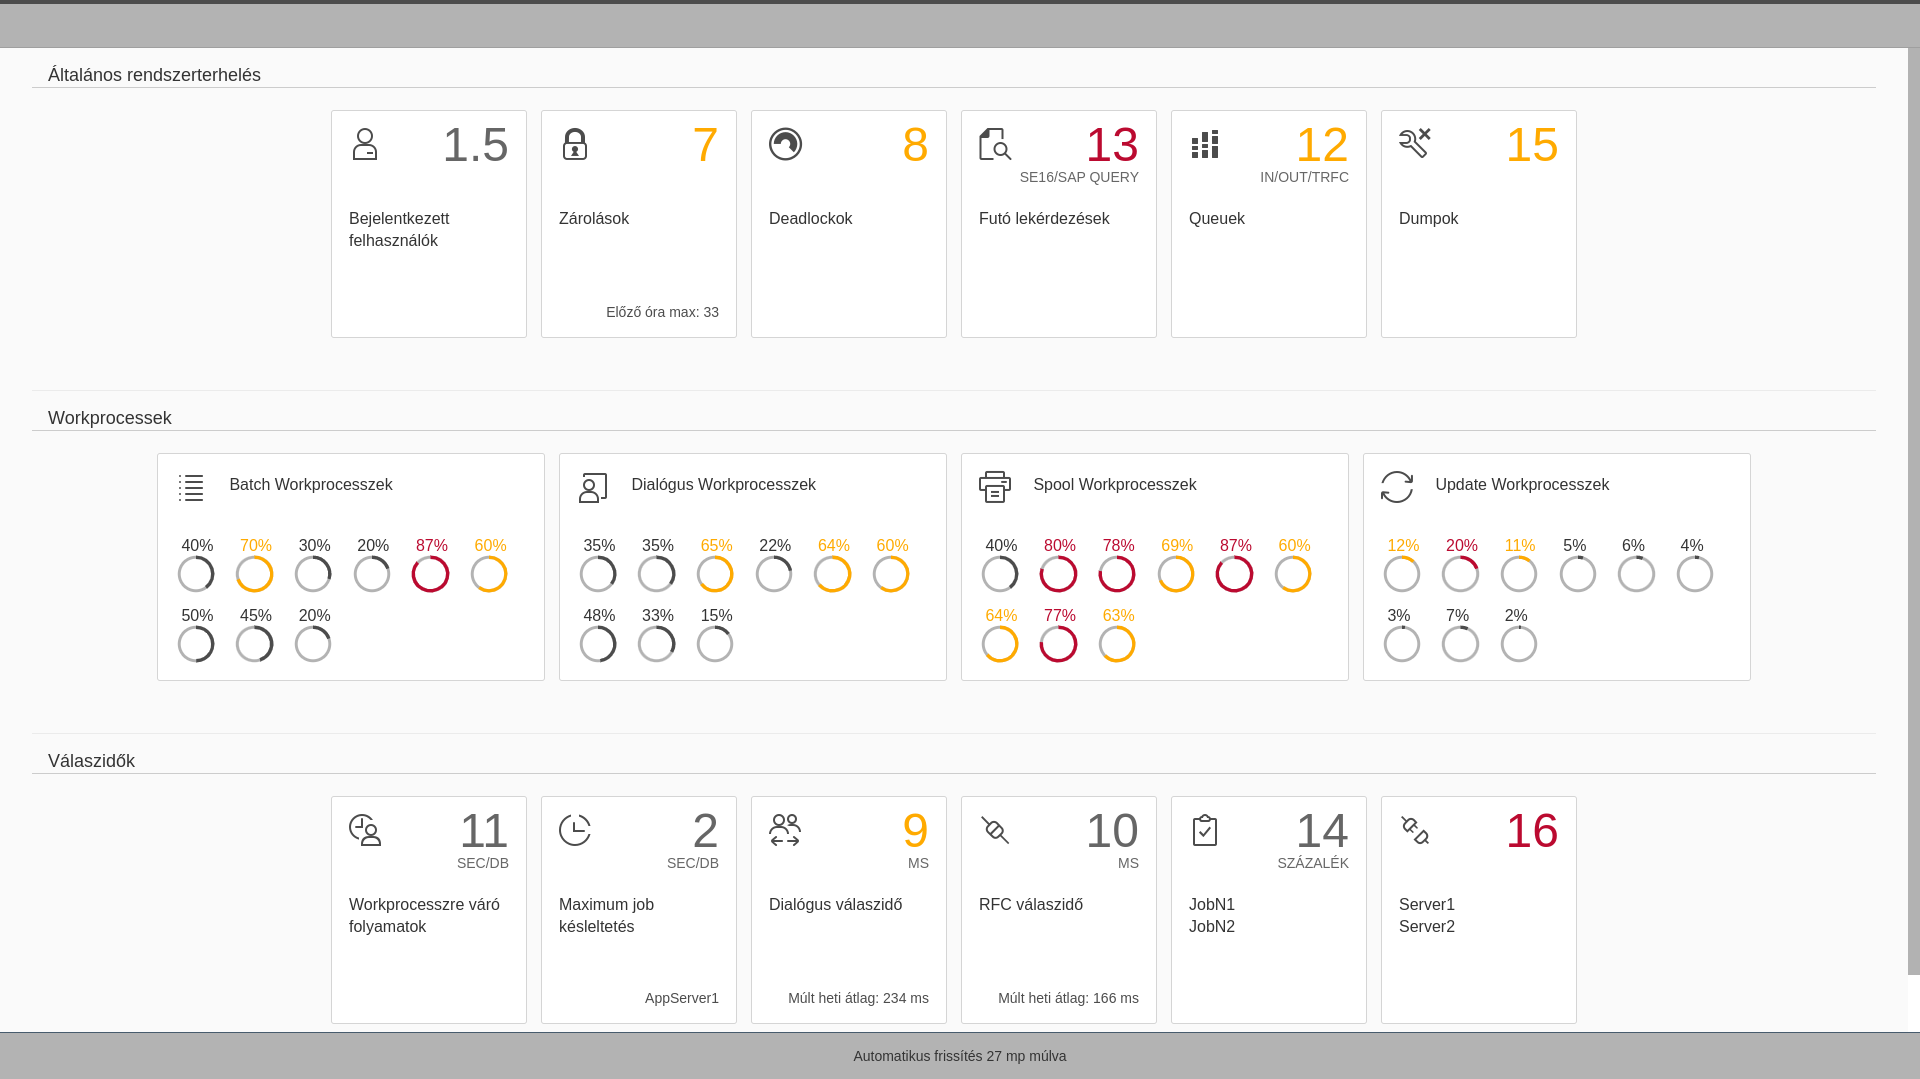 Általános rendszerterhelés
1.5
Bejelentkezett
felhasználók
7
Zárolások
Előző óra max: 33
8
Deadlockok
13
SE16/SAP QUERY
Futó lekérdezések
12
IN/OUT/TRFC
Queuek
15
Dumpok
Workprocessek
Batch Workprocesszek
40% 70% 30% 20% 87% 60%
50% 45% 20%
Dialógus Workprocesszek
35% 35% 65% 22% 64% 60%
48% 33% 15%
Spool Workprocesszek
40% 80% 78% 69% 87% 60%
64% 77% 63%
Update Workprocesszek
12% 20% 11% 5% 6% 4%
3% 7% 2%
Válaszidők
11
SEC/DB
Workprocesszre váró
folyamatok
2
SEC/DB
Maximum job
késleltetés
AppServer1
9
MS
Dialógus válaszidő
Múlt heti átlag: 234 ms
10
MS
RFC válaszidő
Múlt heti átlag: 166 ms
14
SZÁZALÉK
JobN1
JobN2
16
Server1
Server2
Automatikus frissítés 27 mp múlva